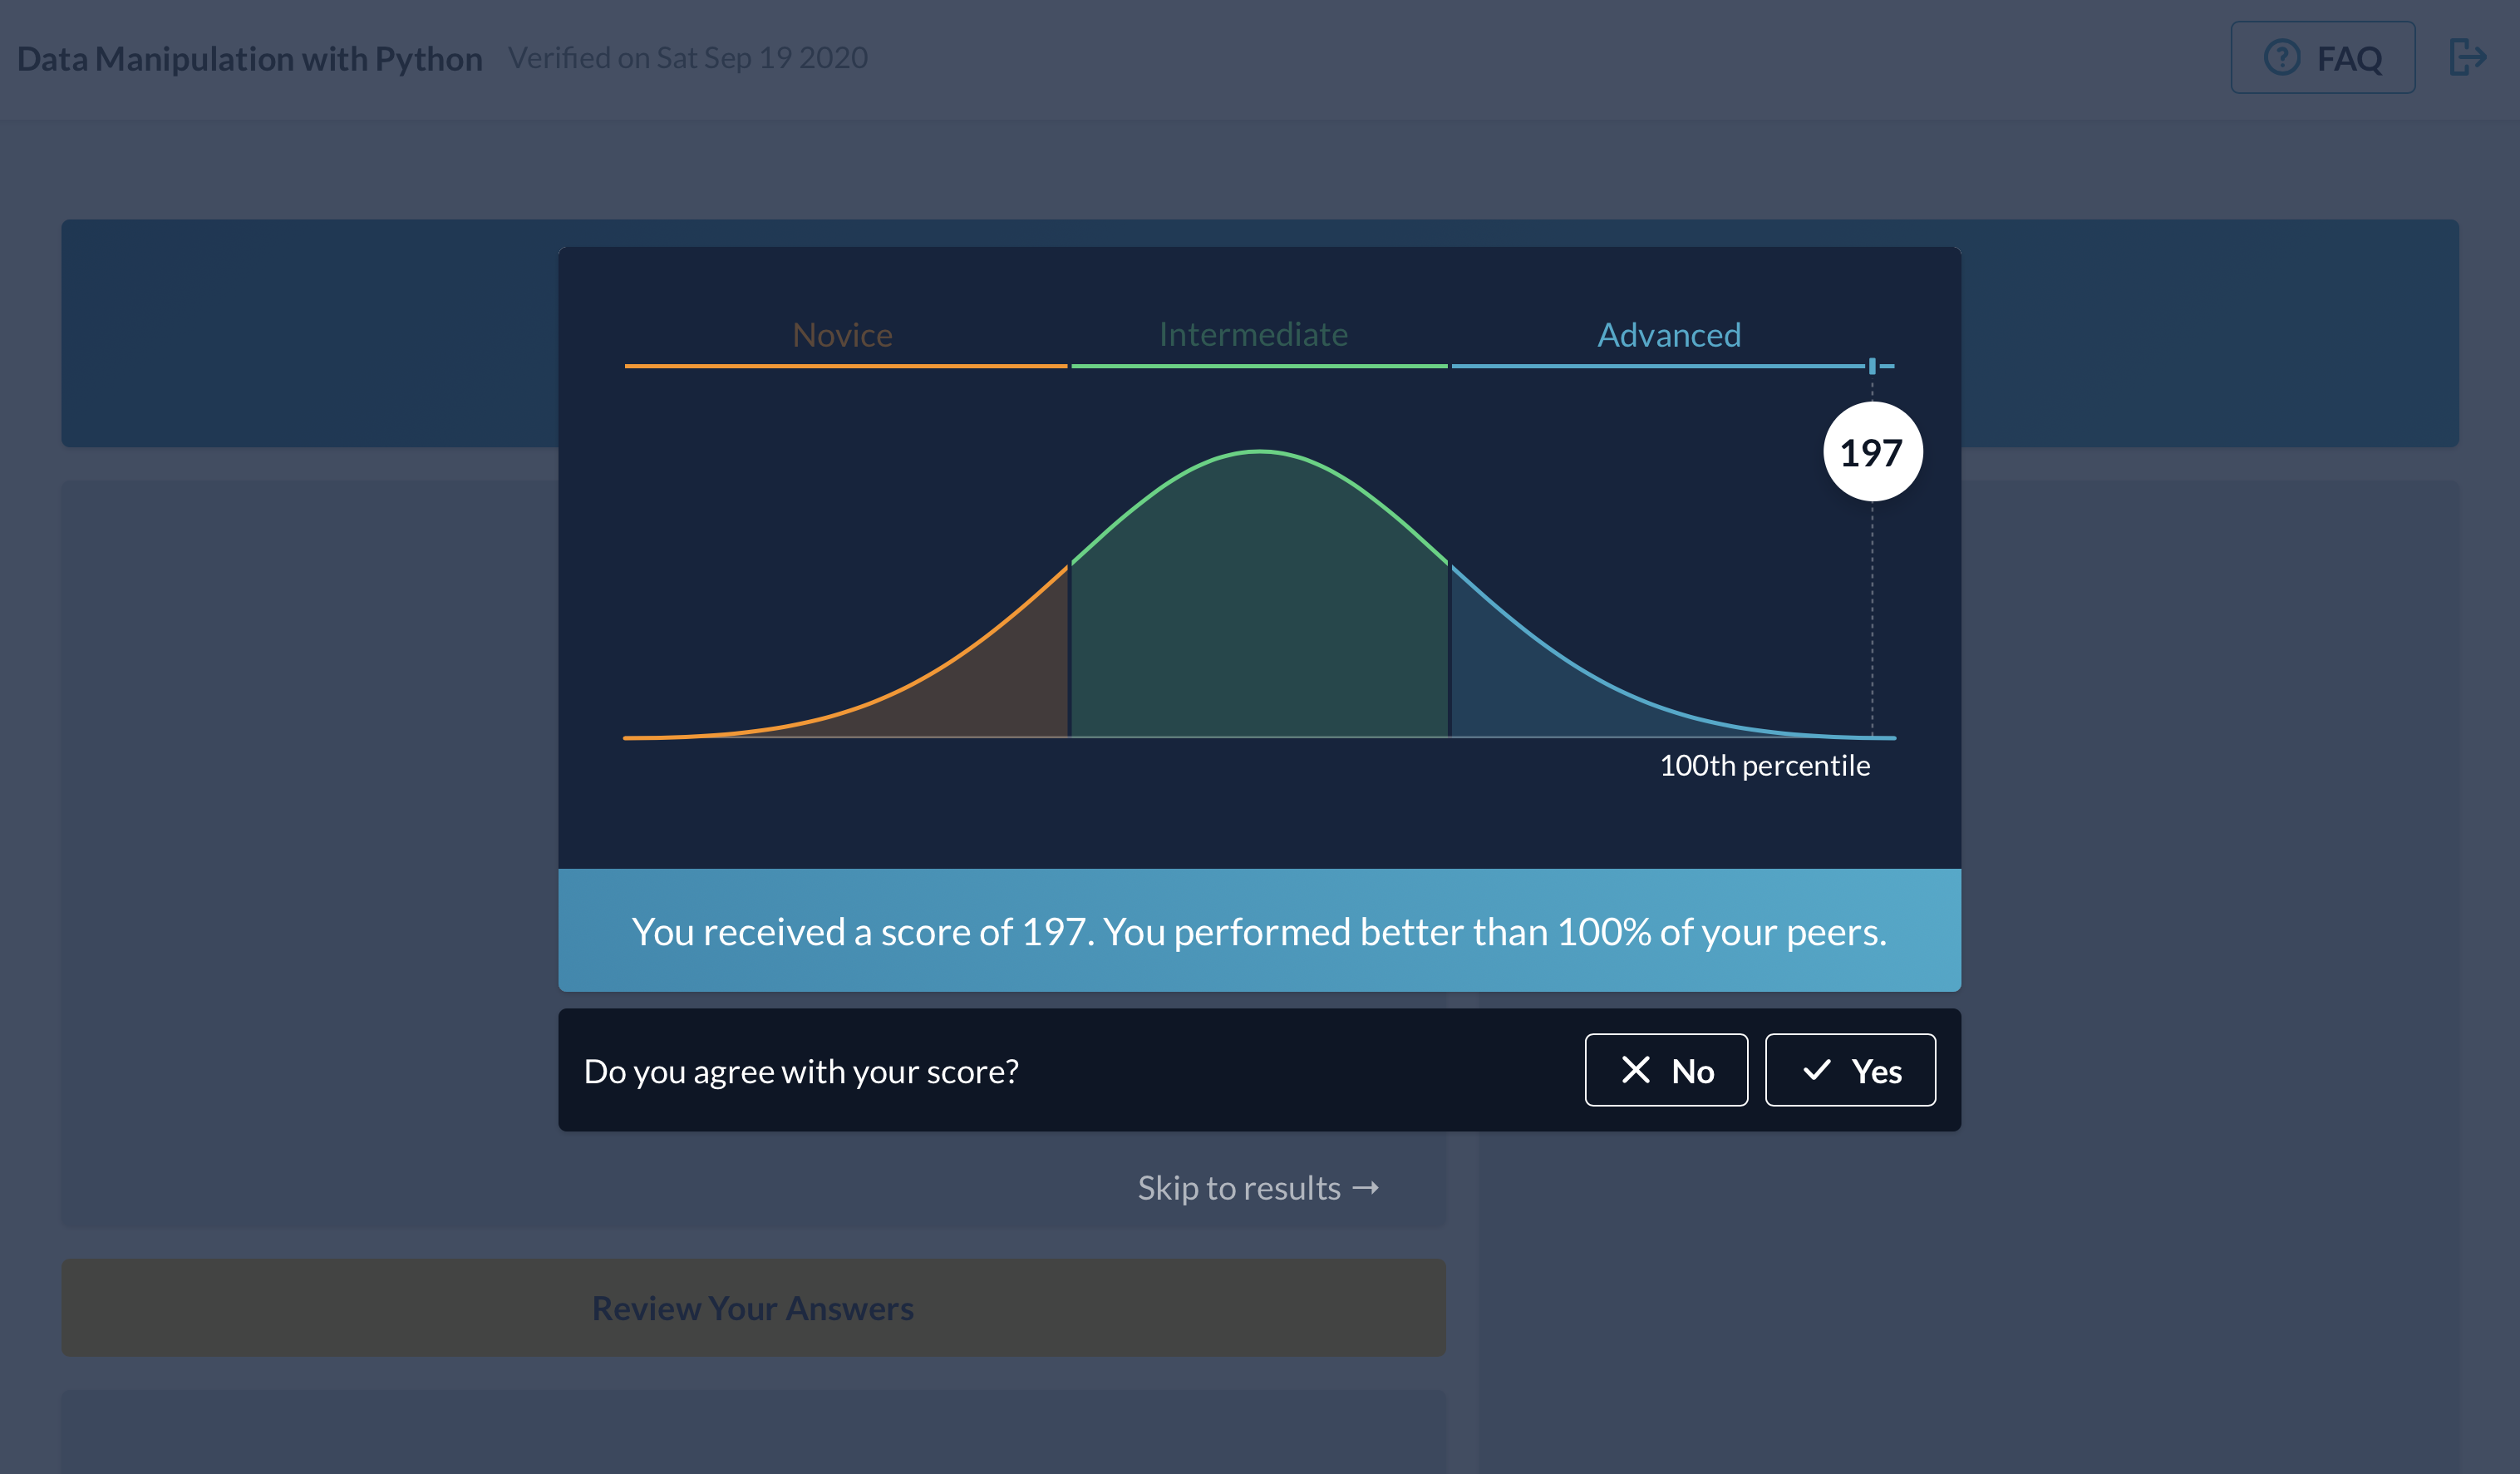 Data Manipulation with Python Verified on Sat Sep 19 2020 FAQ
Novice Intermediate Advanced
197
100th percentile
You received a score of 197. You performed better than 100% of your peers.
Do you agree with your score? No Yes
Skip to results →
Review Your Answers